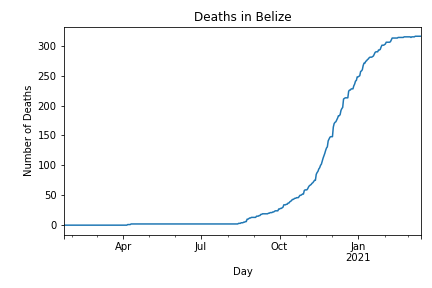 Deaths in Belize
Number of Deaths
300
250
200
150
100
50
0
Apr
Jul
Oct
Jan
2021
Day